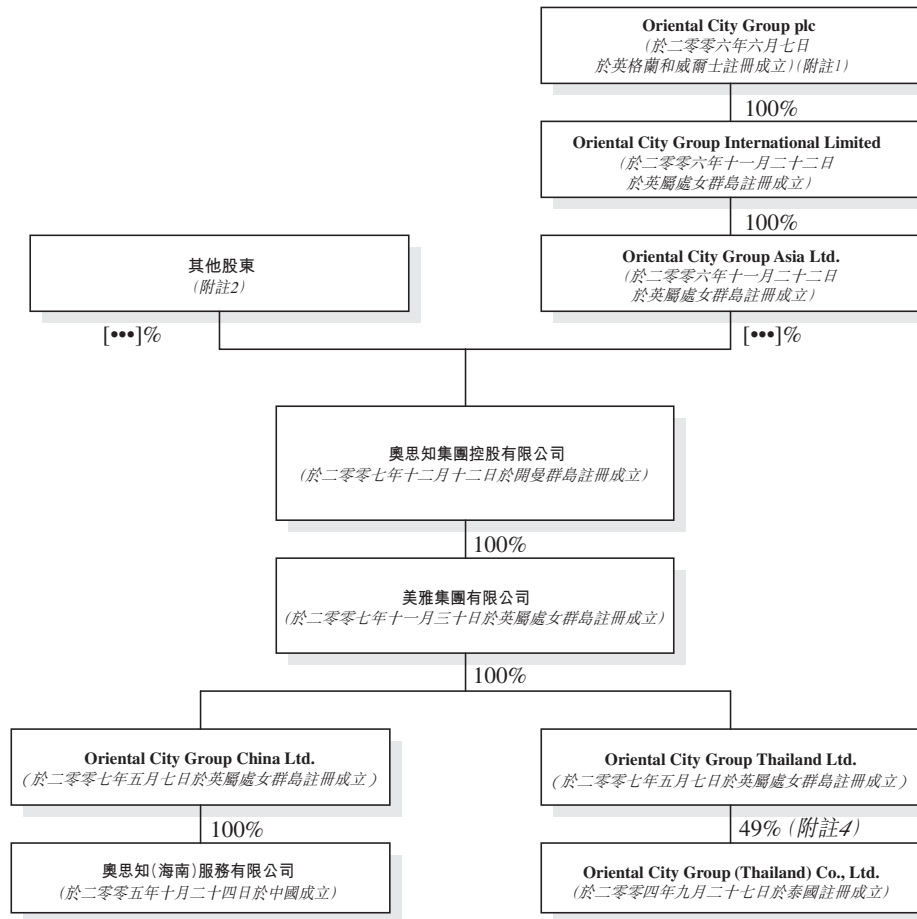 Oriental City Group plc
(於二零零六年六月七日
於英格蘭和威爾士註冊成立)(附註1)
100%
Oriental City Group International Limited
(於二零零六年十一月二十二日
於英屬處女群島註冊成立)
100%
其他股東
(附註2)
Oriental City Group Asia Ltd.
(於二零零六年十一月二十二日
於英屬處女群島註冊成立)
[•••]%
[•••]%
奧思知集團控股有限公司
(於二零零七年十二月十二日於開曼群島註冊成立)
100%
美雅集團有限公司
(於二零零七年十一月三十日於英屬處女群島註冊成立)
100%
Oriental City Group China Ltd.
(於二零零七年五月七日於英屬處女群島註冊成立)
Oriental City Group Thailand Ltd.
(於二零零七年五月七日於英屬處女群島註冊成立)
100%
49% (附註4)
奧思知(海南)服務有限公司
(於二零零五年十月二十四日於中國成立)
Oriental City Group (Thailand) Co., Ltd.
(於二零零四年九月二十七日於泰國註冊成立)